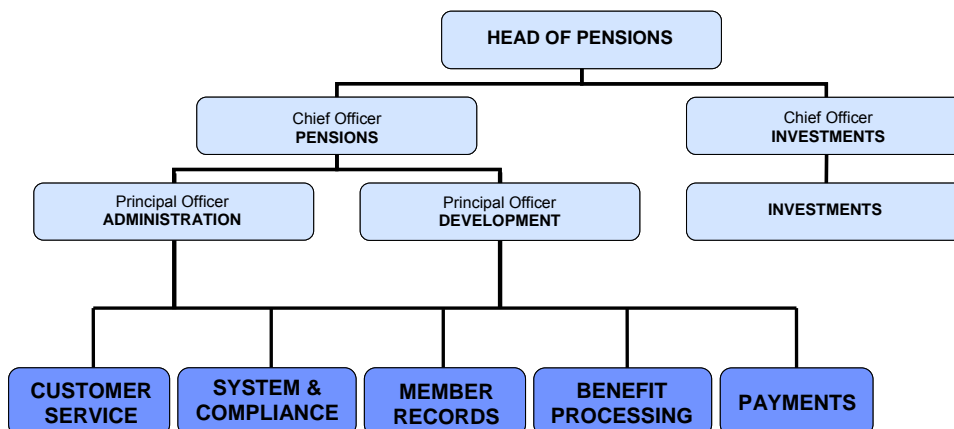 HEAD OF PENSIONS
Chief Officer
PENSIONS
Chief Officer
INVESTMENTS
Principal Officer
ADMINISTRATION
Principal Officer
DEVELOPMENT
INVESTMENTS
CUSTOMER
SERVICE
SYSTEM &
COMPLIANCE
MEMBER
RECORDS
BENEFIT
PROCESSING
PAYMENTS